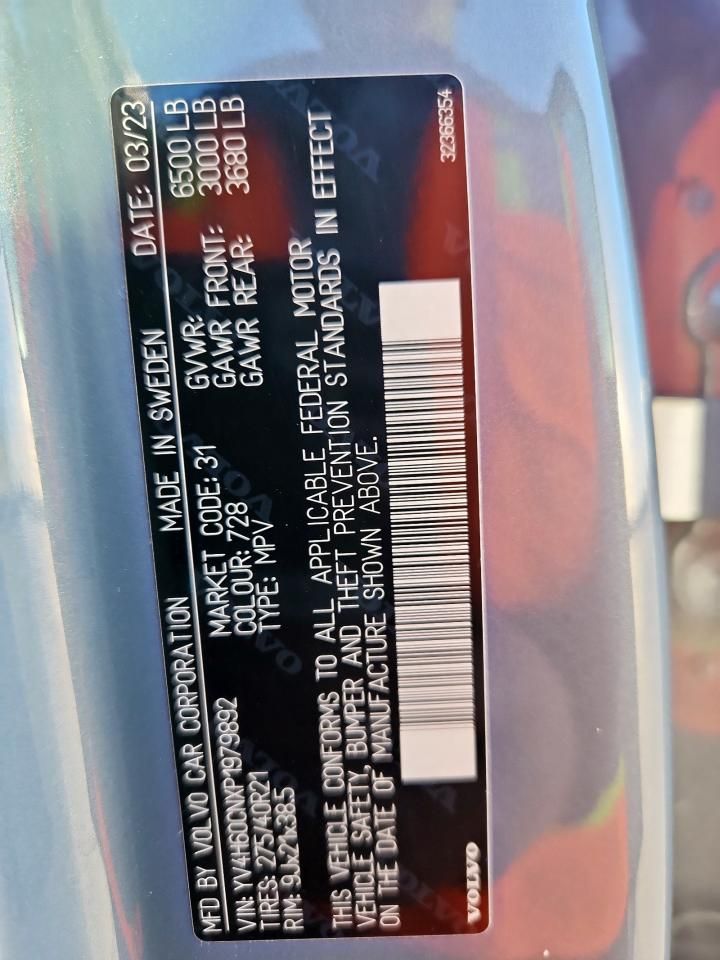 MFD BY VOLVO CAR CORPORATION MADE IN SWEDEN DATE: 03/23
VIN: YV4H60CNXP1979892 MARKET CODE: 31 GVWR: 6500 LB
TIRES: 275/40R21 COLOUR: 728 GAWR FRONT: 3000 LB
RIM: 9Jx21x38.5 TYPE: MPV GAWR REAR: 3680 LB
THIS VEHICLE CONFORMS TO ALL APPLICABLE FEDERAL MOTOR
VEHICLE SAFETY, BUMPER AND THEFT PREVENTION STANDARDS IN EFFECT
ON THE DATE OF MANUFACTURE SHOWN ABOVE.
VOLVO 32366354